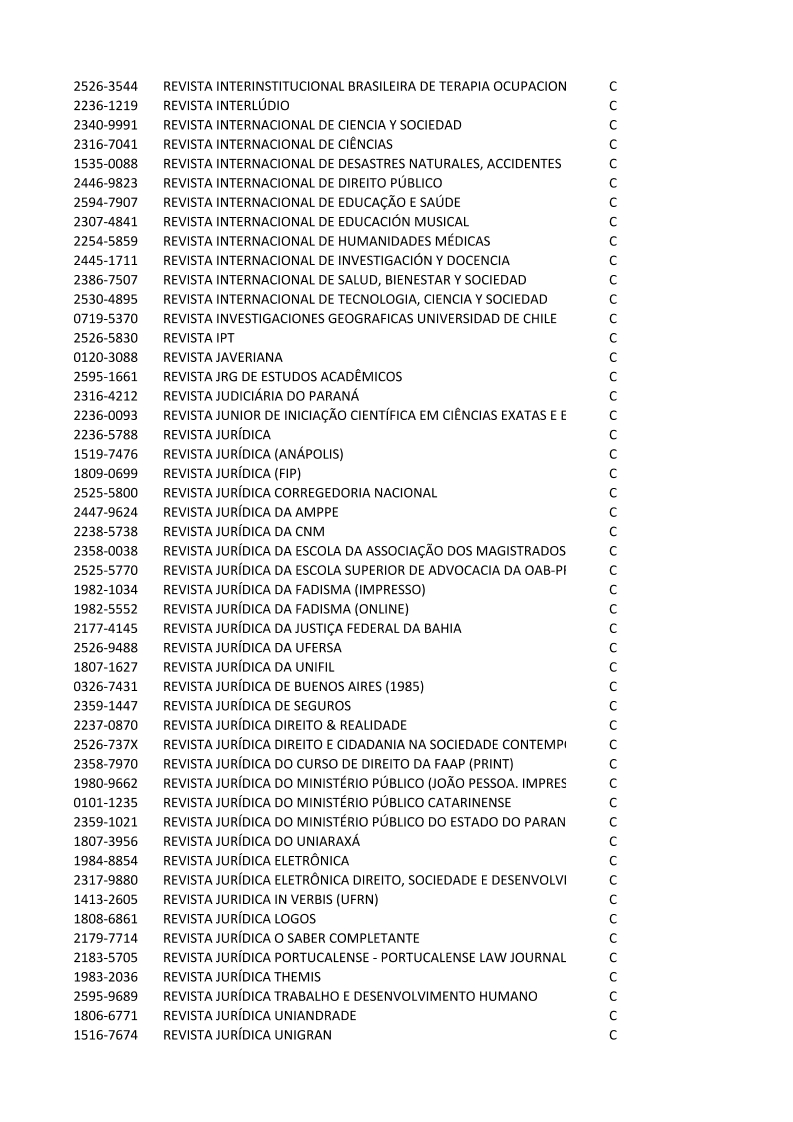 2526-3544 REVISTA INTERINSTITUCIONAL BRASILEIRA DE TERAPIA OCUPACION C
2236-1219 REVISTA INTERLÚDIO C
2340-9991 REVISTA INTERNACIONAL DE CIENCIA Y SOCIEDAD C
2316-7041 REVISTA INTERNACIONAL DE CIÊNCIAS C
1535-0088 REVISTA INTERNACIONAL DE DESASTRES NATURALES, ACCIDENTES C
2446-9823 REVISTA INTERNACIONAL DE DIREITO PÚBLICO C
2594-7907 REVISTA INTERNACIONAL DE EDUCAÇÃO E SAÚDE C
2307-4841 REVISTA INTERNACIONAL DE EDUCACIÓN MUSICAL C
2254-5859 REVISTA INTERNACIONAL DE HUMANIDADES MÉDICAS C
2445-1711 REVISTA INTERNACIONAL DE INVESTIGACIÓN Y DOCENCIA C
2386-7507 REVISTA INTERNACIONAL DE SALUD, BIENESTAR Y SOCIEDAD C
2530-4895 REVISTA INTERNACIONAL DE TECNOLOGIA, CIENCIA Y SOCIEDAD C
0719-5370 REVISTA INVESTIGACIONES GEOGRAFICAS UNIVERSIDAD DE CHILE C
2526-5830 REVISTA IPT C
0120-3088 REVISTA JAVERIANA C
2595-1661 REVISTA JRG DE ESTUDOS ACADÊMICOS C
2316-4212 REVISTA JUDICIÁRIA DO PARANÁ C
2236-0093 REVISTA JUNIOR DE INICIAÇÃO CIENTÍFICA EM CIÊNCIAS EXATAS E E C
2236-5788 REVISTA JURÍDICA C
1519-7476 REVISTA JURÍDICA (ANÁPOLIS) C
1809-0699 REVISTA JURÍDICA (FIP) C
2525-5800 REVISTA JURÍDICA CORREGEDORIA NACIONAL C
2447-9624 REVISTA JURÍDICA DA AMPPE C
2238-5738 REVISTA JURÍDICA DA CNM C
2358-0038 REVISTA JURÍDICA DA ESCOLA DA ASSOCIAÇÃO DOS MAGISTRADOS C
2525-5770 REVISTA JURÍDICA DA ESCOLA SUPERIOR DE ADVOCACIA DA OAB-PR C
1982-1034 REVISTA JURÍDICA DA FADISMA (IMPRESSO) C
1982-5552 REVISTA JURÍDICA DA FADISMA (ONLINE) C
2177-4145 REVISTA JURÍDICA DA JUSTIÇA FEDERAL DA BAHIA C
2526-9488 REVISTA JURÍDICA DA UFERSA C
1807-1627 REVISTA JURÍDICA DA UNIFIL C
0326-7431 REVISTA JURÍDICA DE BUENOS AIRES (1985) C
2359-1447 REVISTA JURÍDICA DE SEGUROS C
2237-0870 REVISTA JURÍDICA DIREITO & REALIDADE C
2526-737X REVISTA JURÍDICA DIREITO E CIDADANIA NA SOCIEDADE CONTEMPO C
2358-7970 REVISTA JURÍDICA DO CURSO DE DIREITO DA FAAP (PRINT) C
1980-9662 REVISTA JURÍDICA DO MINISTÉRIO PÚBLICO (JOÃO PESSOA. IMPRES C
0101-1235 REVISTA JURÍDICA DO MINISTÉRIO PÚBLICO CATARINENSE C
2359-1021 REVISTA JURÍDICA DO MINISTÉRIO PÚBLICO DO ESTADO DO PARAN C
1807-3956 REVISTA JURÍDICA DO UNIARAXÁ C
1984-8854 REVISTA JURÍDICA ELETRÔNICA C
2317-9880 REVISTA JURÍDICA ELETRÔNICA DIREITO, SOCIEDADE E DESENVOLVI C
1413-2605 REVISTA JURIDICA IN VERBIS (UFRN) C
1808-6861 REVISTA JURÍDICA LOGOS C
2179-7714 REVISTA JURÍDICA O SABER COMPLETANTE C
2183-5705 REVISTA JURÍDICA PORTUCALENSE - PORTUCALENSE LAW JOURNAL C
1983-2036 REVISTA JURÍDICA THEMIS C
2595-9689 REVISTA JURÍDICA TRABALHO E DESENVOLVIMENTO HUMANO C
1806-6771 REVISTA JURÍDICA UNIANDRADE C
1516-7674 REVISTA JURÍDICA UNIGRAN C